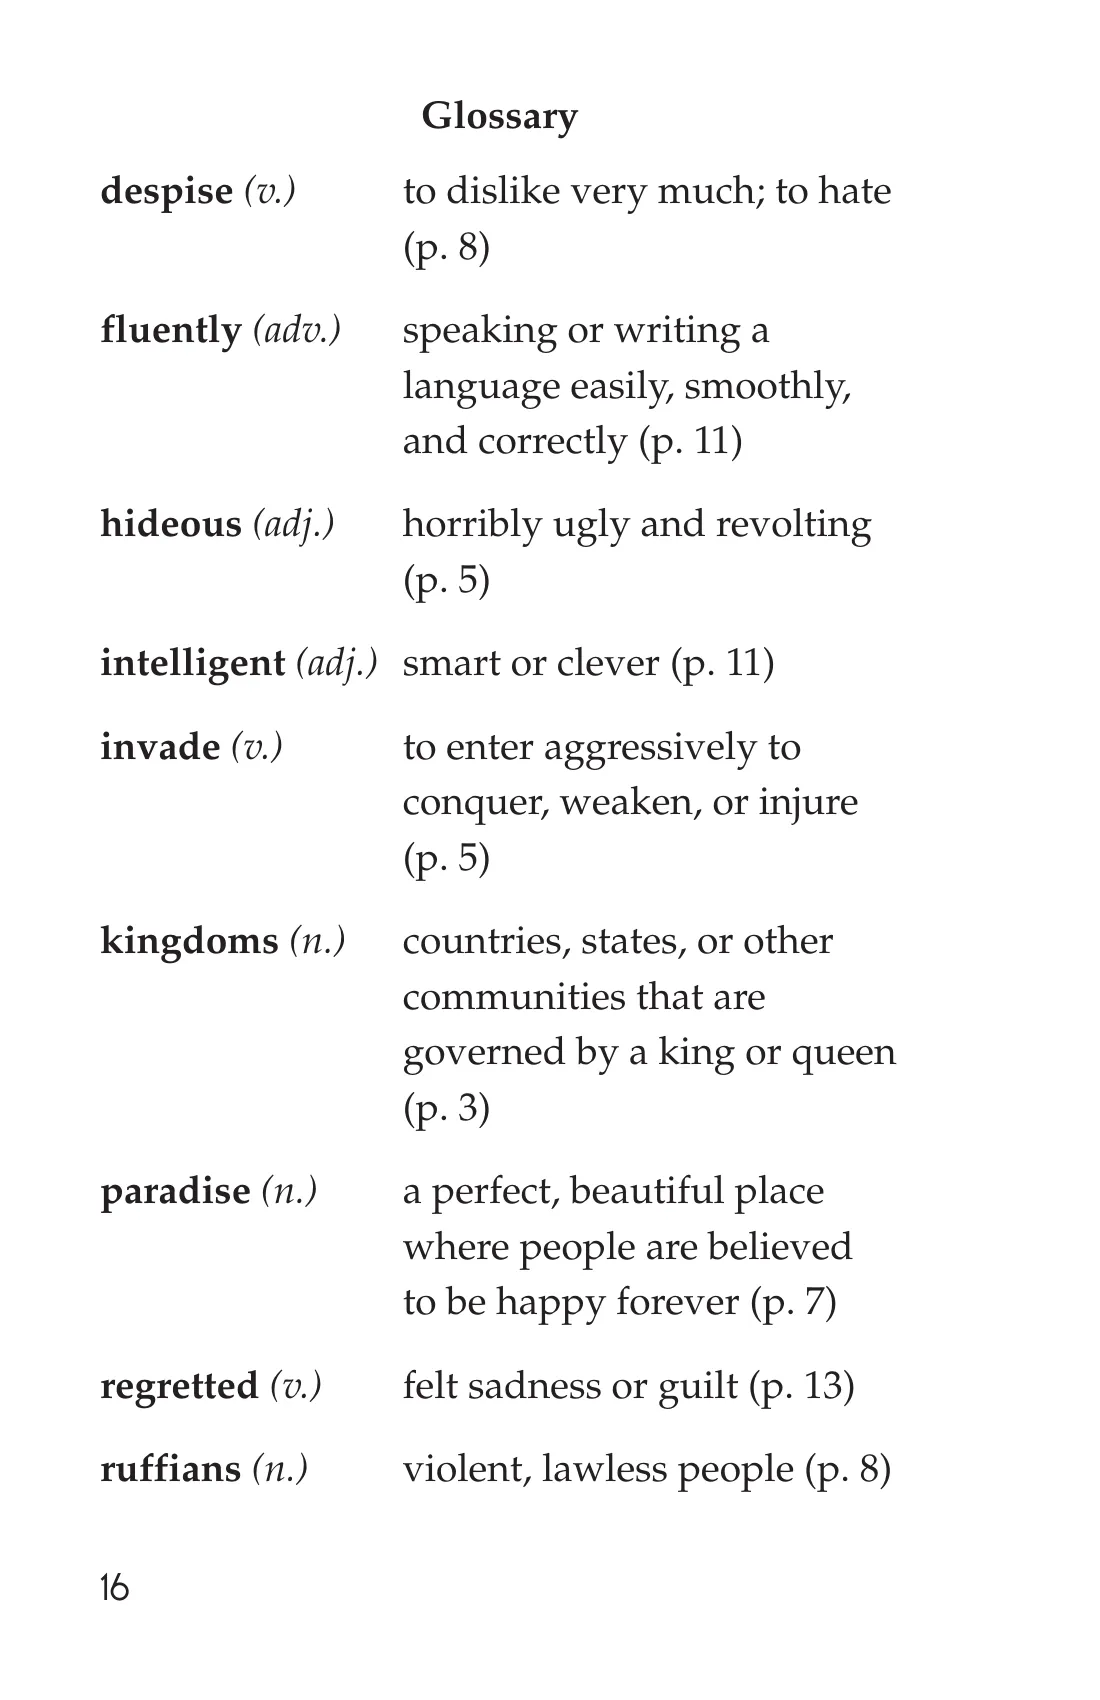 Glossary
despise (v.) to dislike very much; to hate
(p. 8)
fluently (adv.) speaking or writing a
language easily, smoothly,
and correctly (p. 11)
hideous (adj.) horribly ugly and revolting
(p. 5)
intelligent (adj.) smart or clever (p. 11)
invade (v.) to enter aggressively to
conquer, weaken, or injure
(p. 5)
kingdoms (n.) countries, states, or other
communities that are
governed by a king or queen
(p. 3)
paradise (n.) a perfect, beautiful place
where people are believed
to be happy forever (p. 7)
regretted (v.) felt sadness or guilt (p. 13)
ruffians (n.) violent, lawless people (p. 8)
16